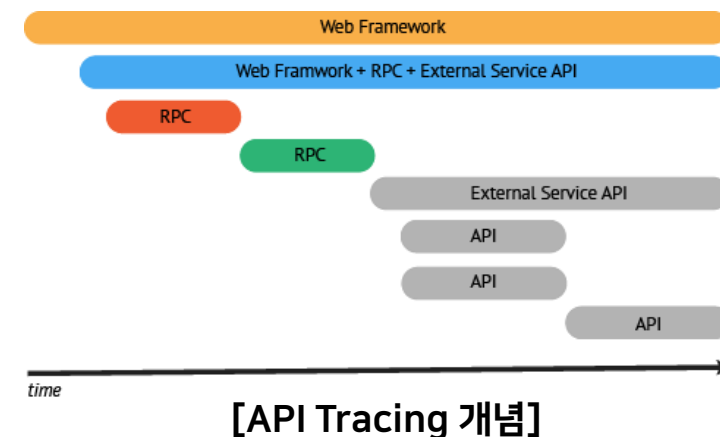 Web Framework
Web Framwork + RPC + External Service API
RPC
RPC
External Service API
API
API
API
time
[API Tracing 개념]